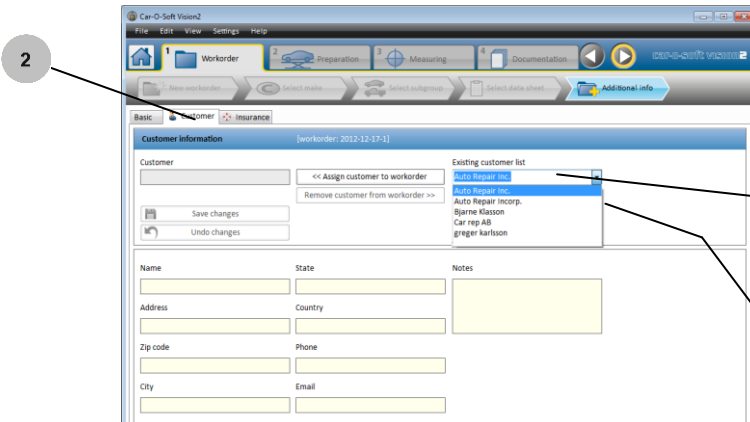 Car-O-Soft Vision2
File Edit View Settings Help
1 Workorder 2 Preparation 3 Measuring 4 Documentation car-o-soft vision2
New workorder Select make Select subgroup Select data sheet Additional info
2
Basic Customer Insurance
Customer information [workorder: 2012-12-17-1]
Customer Existing customer list
<< Assign customer to workorder Auto Repair Inc.
Remove customer from workorder >> Auto Repair Inc.
Auto Repair Incorp.
Save changes Bjarne Klasson
Car rep AB
Undo changes greger karlsson
Name State Notes
Address Country
Zip code Phone
City Email